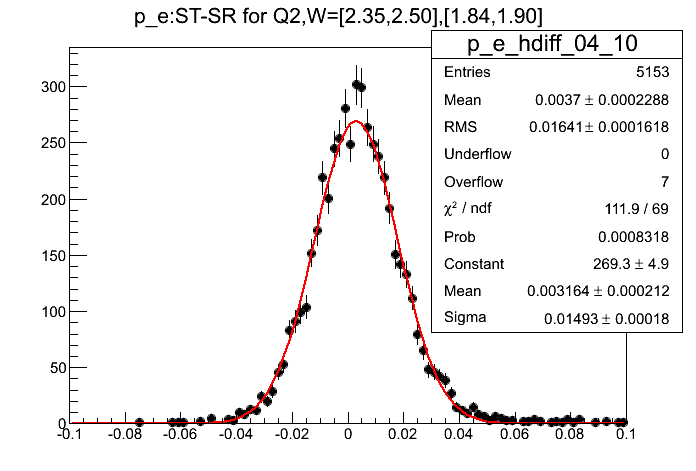 p_e:ST-SR for Q2,W=[2.35,2.50],[1.84,1.90]
p_e_hdiff_04_10
Entries 5153
Mean 0.0037 ± 0.0002288
RMS 0.01641 ± 0.0001618
Underflow 0
Overflow 7
χ² / ndf 111.9 / 69
Prob 0.0008318
Constant 269.3 ± 4.9
Mean 0.003164 ± 0.000212
Sigma 0.01493 ± 0.00018
300
250
200
150
100
50
0
-0.1 -0.08 -0.06 -0.04 -0.02 0 0.02 0.04 0.06 0.08 0.1